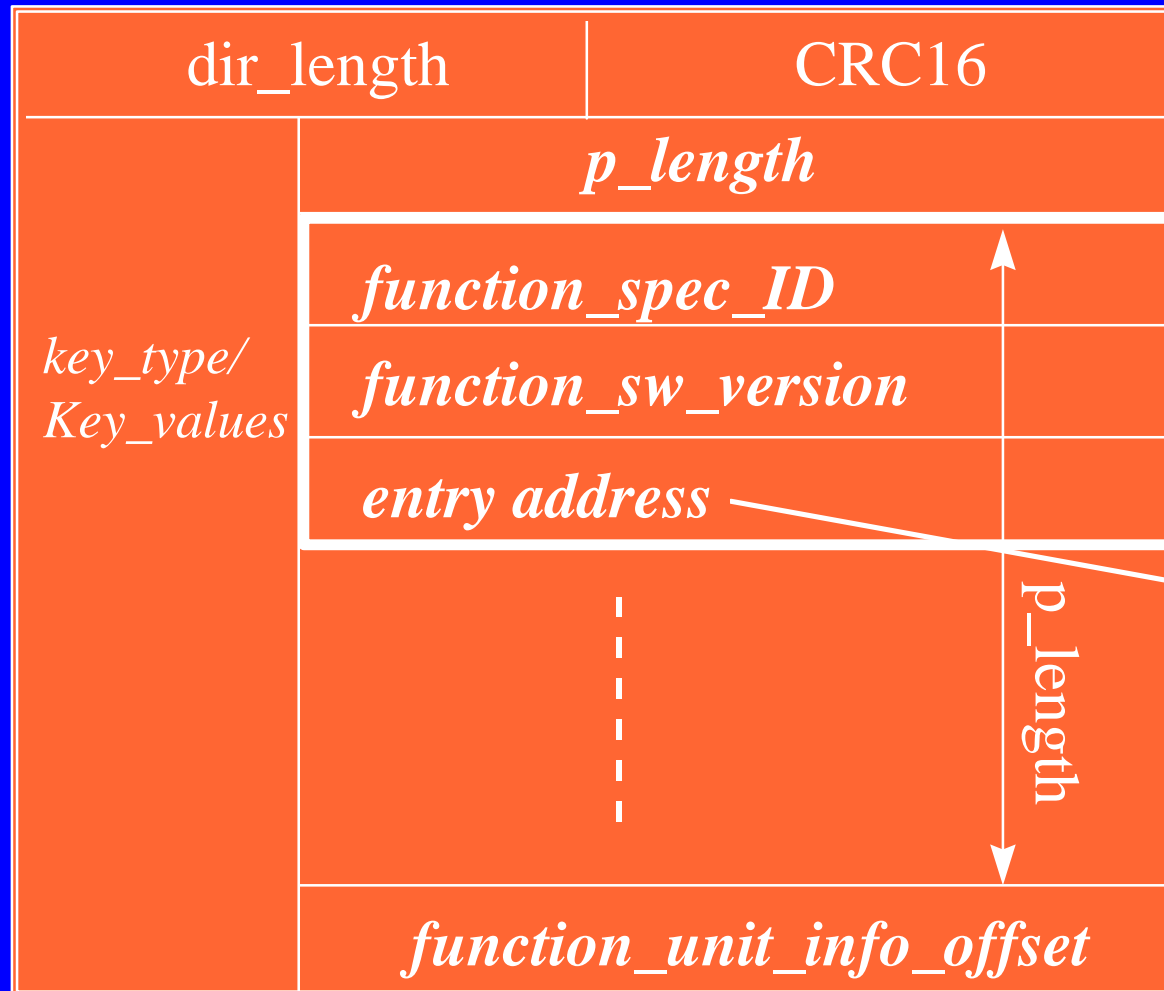 dir_length
CRC16
p_length
function_spec_ID
key_type/
Key_values
function_sw_version
entry address
p_length
function_unit_info_offset